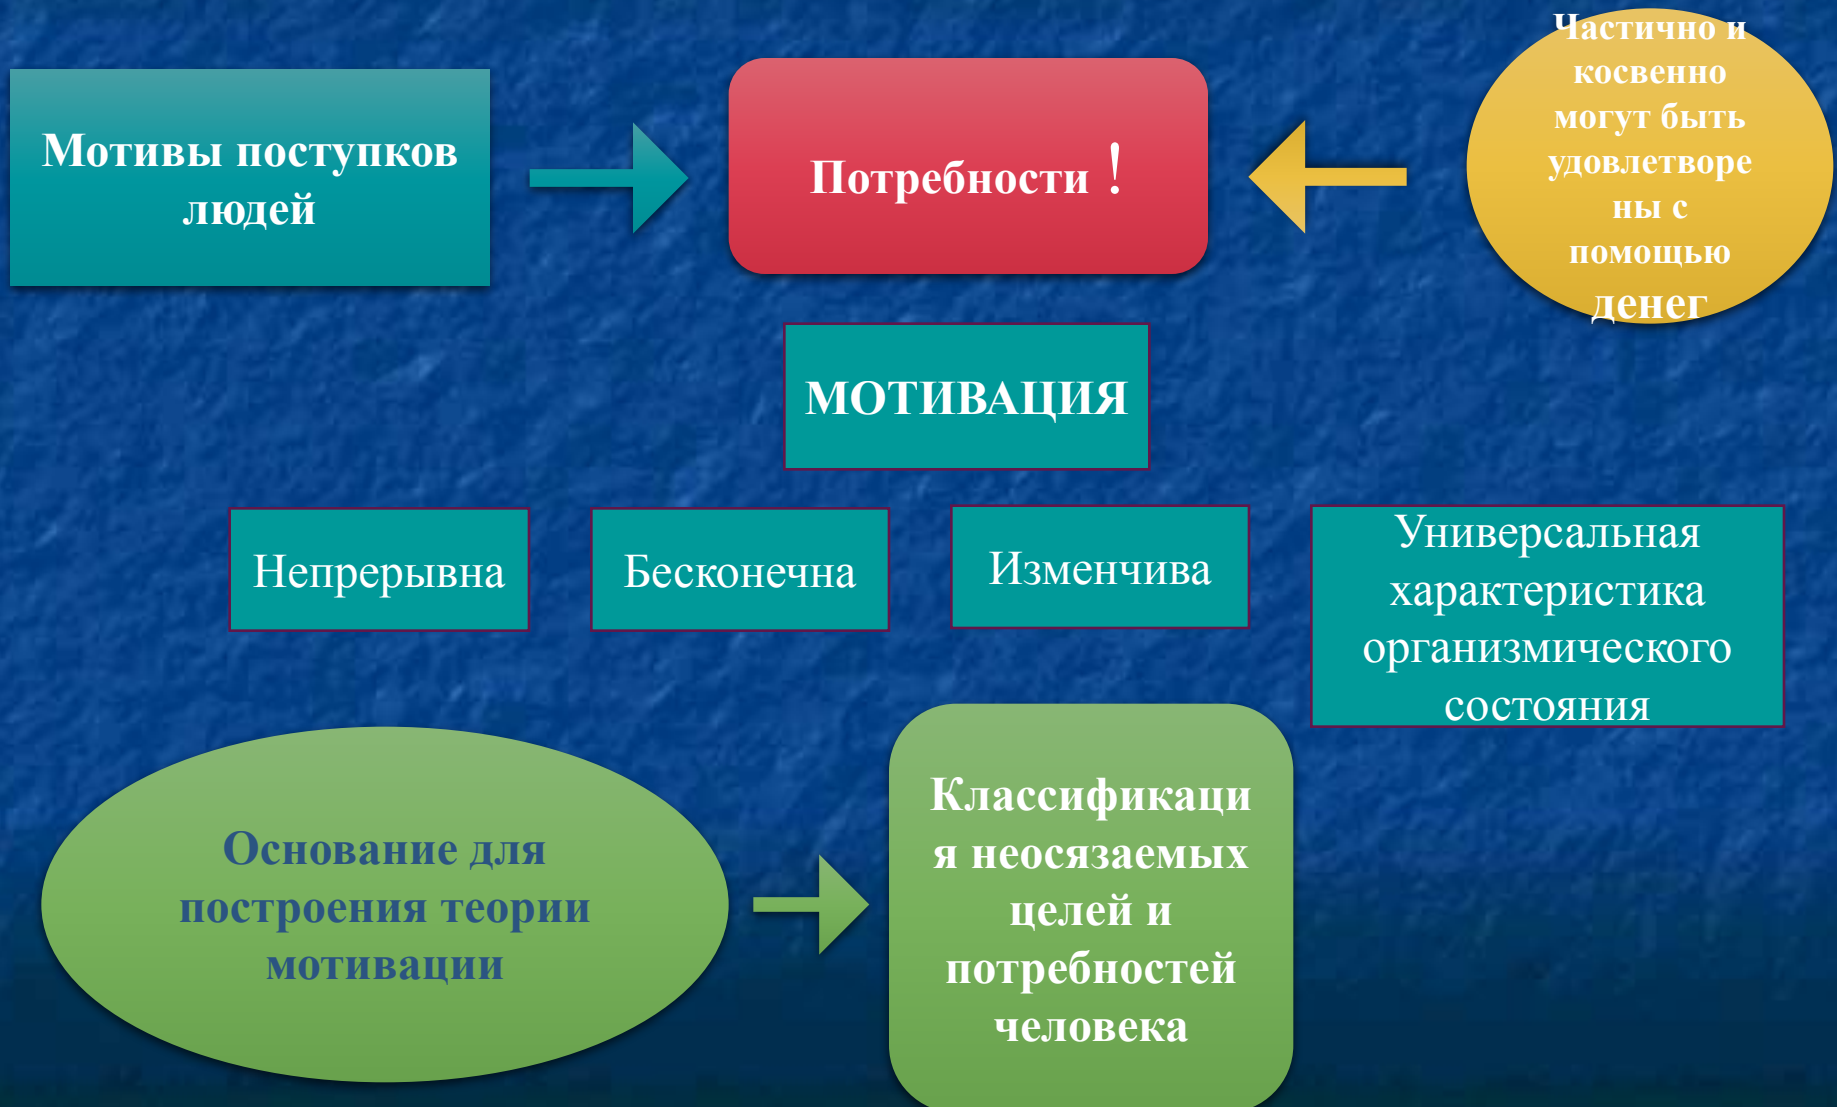 Мотивы поступков
людей
Потребности !
Частично и
косвенно
могут быть
удовлетворе
ны с
помощью
денег
МОТИВАЦИЯ
Непрерывна
Бесконечна
Изменчива
Универсальная
характеристика
организмического
состояния
Основание для
построения теории
мотивации
Классификаци
я неосязаемых
целей и
потребностей
человека